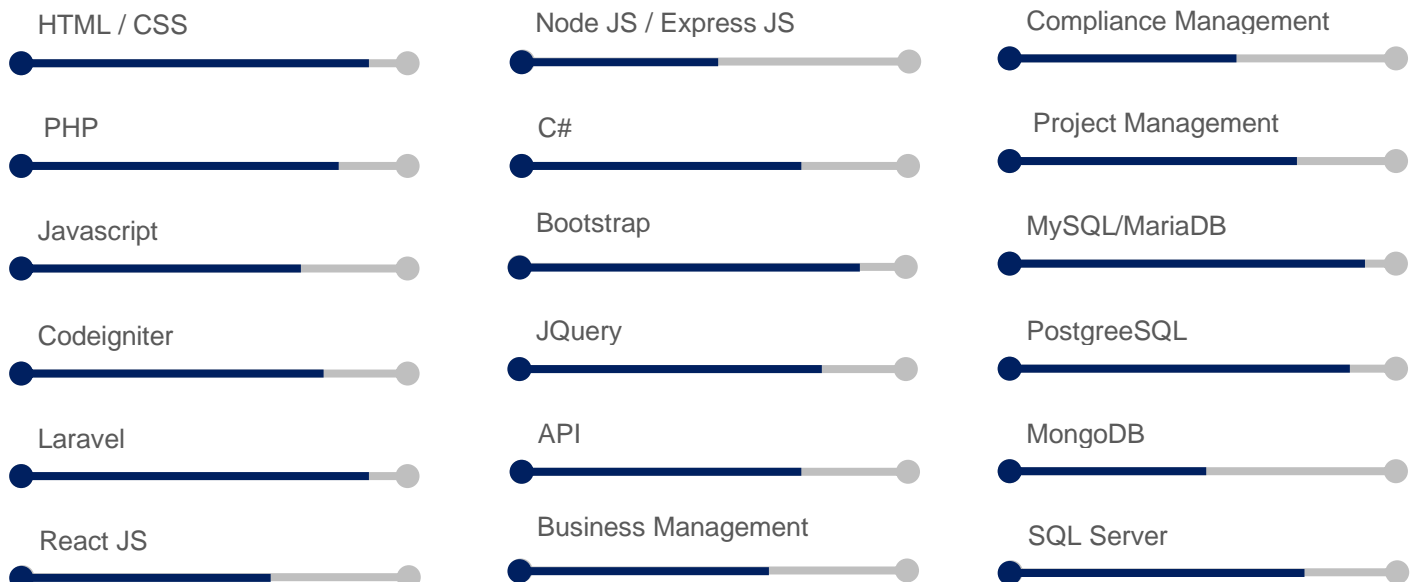 HTML / CSS
PHP
Javascript
Codeigniter
Laravel
React JS
Node JS / Express JS
C#
Bootstrap
JQuery
API
Business Management
Compliance Management
Project Management
MySQL/MariaDB
PostgreeSQL
MongoDB
SQL Server